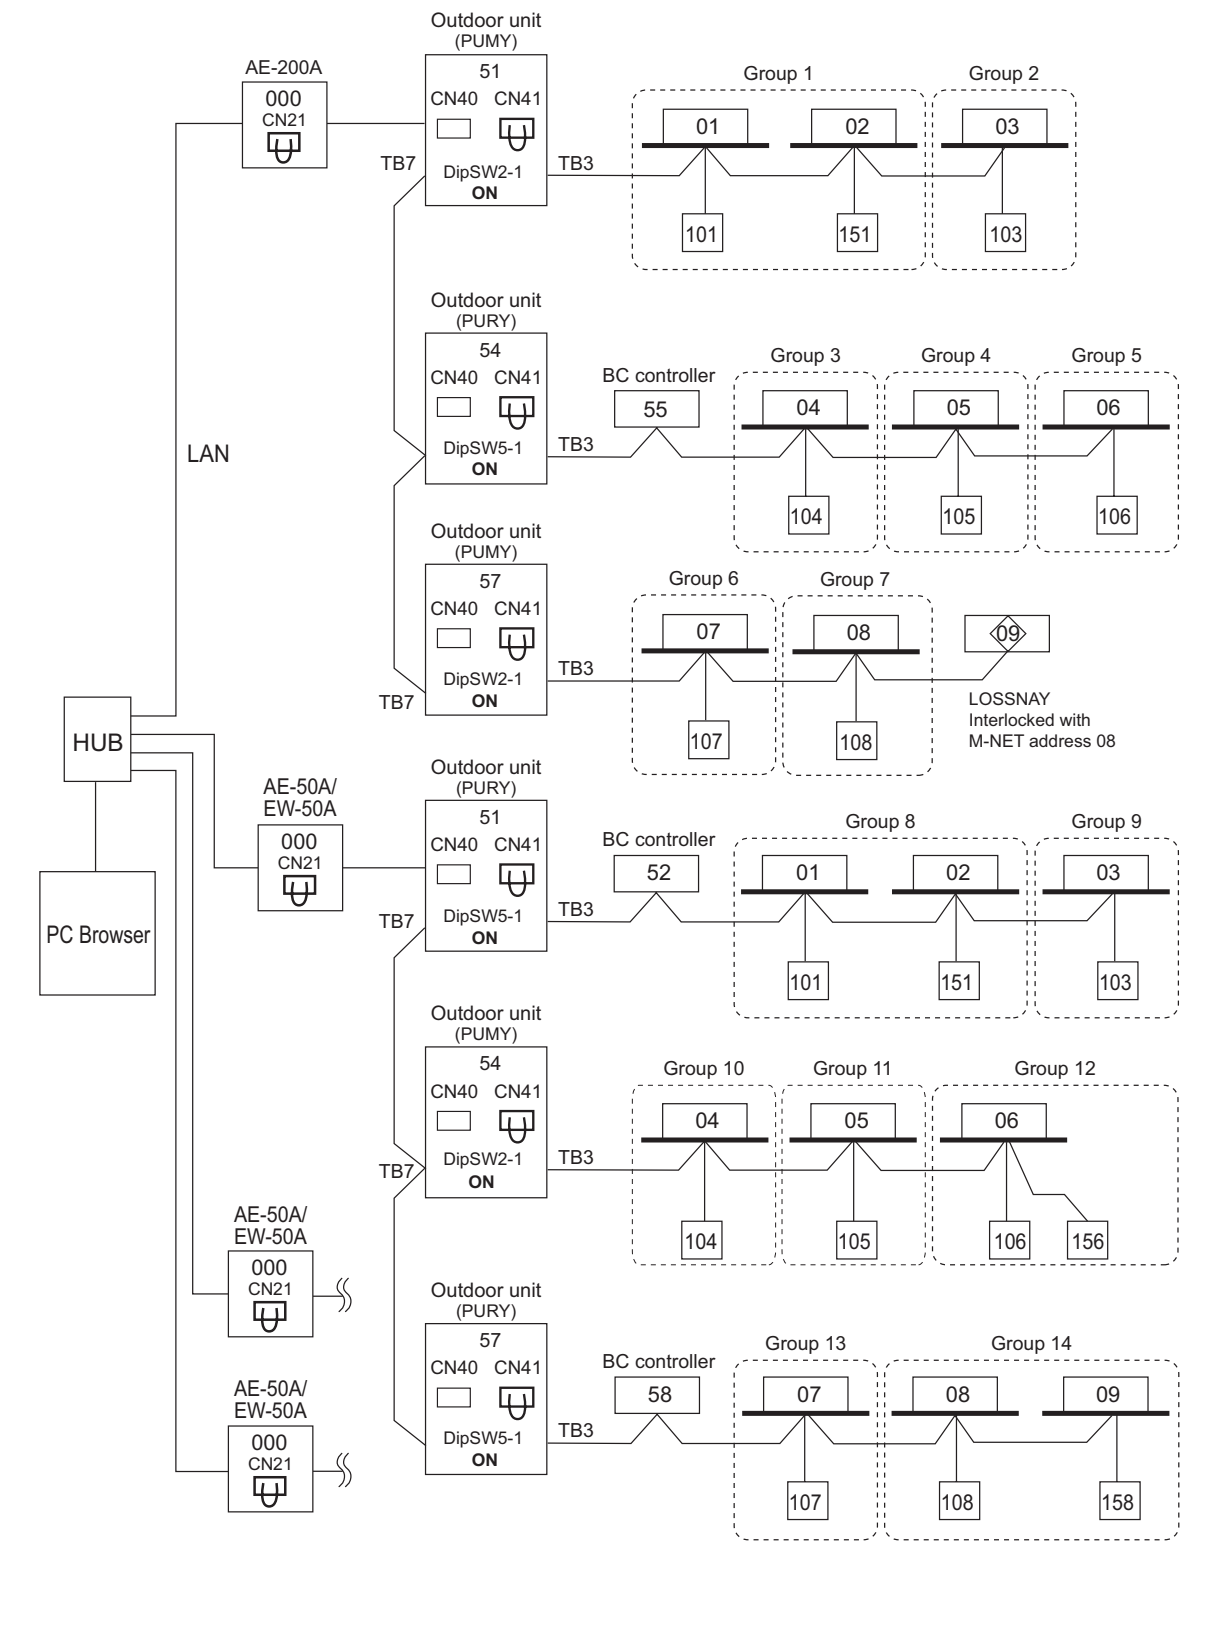 Outdoor unit
(PUMY)
AE-200A
000
CN21
51
CN40 CN41
TB7
DipSW2-1
ON
TB3
Group 1
Group 2
01
02
03
101
151
103
Outdoor unit
(PURY)
54
CN40 CN41
DipSW5-1
ON
TB3
BC controller
55
Group 3
Group 4
Group 5
04
05
06
104
105
106
LAN
Outdoor unit
(PUMY)
57
CN40 CN41
DipSW2-1
ON
TB7
TB3
Group 6
Group 7
07
08
09
107
108
LOSSNAY
Interlocked with
M-NET address 08
HUB
PC Browser
AE-50A/
EW-50A
000
CN21
Outdoor unit
(PURY)
51
CN40 CN41
TB7
DipSW5-1
ON
TB3
BC controller
52
Group 8
Group 9
01
02
03
101
151
103
Outdoor unit
(PUMY)
54
CN40 CN41
TB7
DipSW2-1
ON
TB3
Group 10
Group 11
Group 12
04
05
06
104
105
106
156
AE-50A/
EW-50A
000
CN21
Outdoor unit
(PURY)
57
CN40 CN41
DipSW5-1
ON
TB3
BC controller
58
Group 13
Group 14
07
08
09
107
108
158
AE-50A/
EW-50A
000
CN21